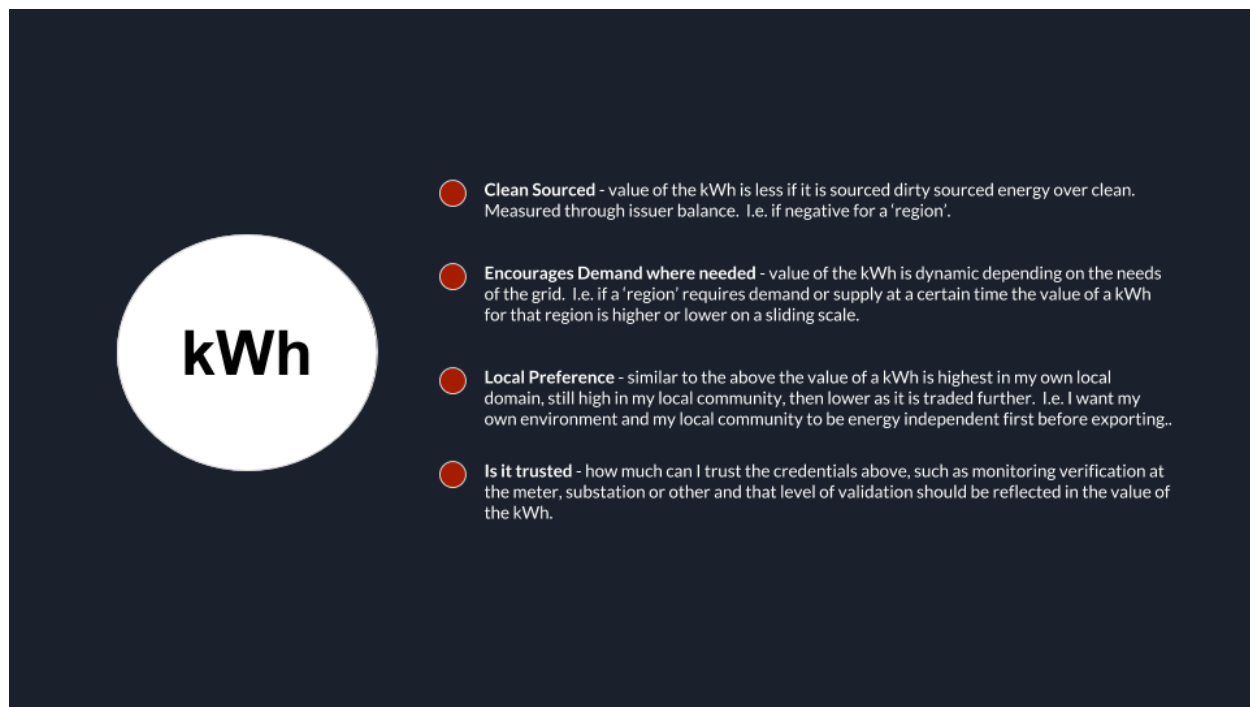 kWh
Clean Sourced - value of the kWh is less if it is sourced dirty sourced energy over clean.
Measured through issuer balance.  I.e. if negative for a ‘region’.
Encourages Demand where needed - value of the kWh is dynamic depending on the needs
of the grid.  I.e. if a ‘region’ requires demand or supply at a certain time the value of a kWh
for that region is higher or lower on a sliding scale.
Local Preference - similar to the above the value of a kWh is highest in my own local
domain, still high in my local community, then lower as it is traded further.  I.e. I want my
own environment and my local community to be energy independent first before exporting..
Is it trusted - how much can I trust the credentials above, such as monitoring verification at
the meter, substation or other and that level of validation should be reflected in the value of
the kWh.